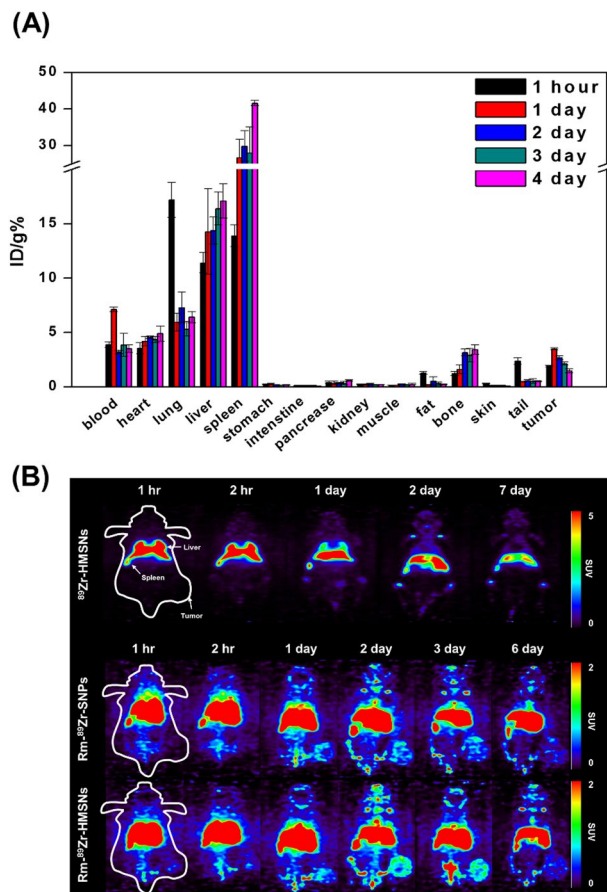 (A)
50
40
30
15
10
5
0
ID/g%
1 hour
1 day
2 day
3 day
4 day
blood
heart
lung
liver
spleen
stomach
intenstine
pancrease
kidney
muscle
fat
bone
skin
tail
tumor
(B)
1 hr 2 hr 1 day 2 day 7 day
⁸⁹Zr-HMSNs
Liver
Spleen
Tumor
5
SUV
0
1 hr 2 hr 1 day 2 day 3 day 6 day
Rm-⁸⁹Zr-SNPs
2
SUV
0
Rm-⁸⁹Zr-HMSNs
2
SUV
0